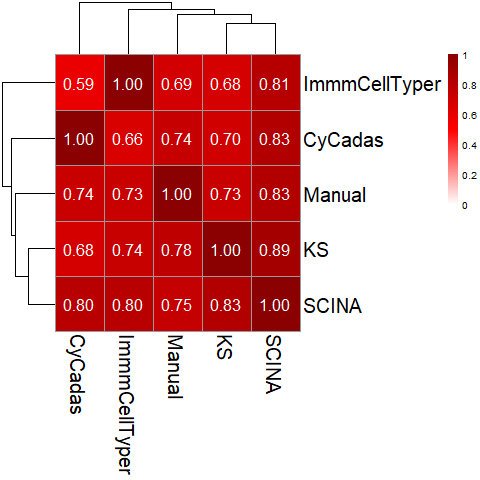 0.59 1.00 0.69 0.68 0.81 ImmmCellTyper
1.00 0.66 0.74 0.70 0.83 CyCadas
0.74 0.73 1.00 0.73 0.83 Manual
0.68 0.74 0.78 1.00 0.89 KS
0.80 0.80 0.75 0.83 1.00 SCINA
CyCadas
ImmmCellTyper
Manual
KS
SCINA
1
0.8
0.6
0.4
0.2
0